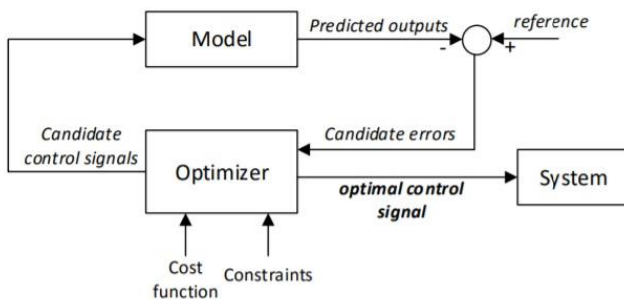 Model
Predicted outputs
reference
-
+
Candidate
control signals
Candidate errors
Optimizer
optimal control
signal
System
Cost
function
Constraints